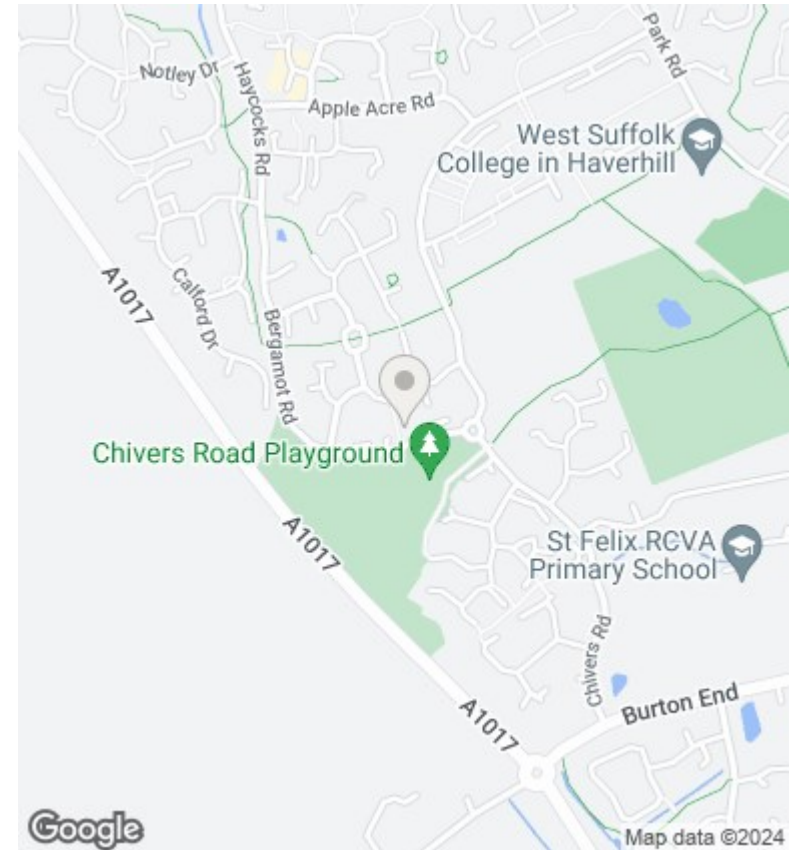 Park Rd
Notley Dr
Haycocks Rd
Apple Acre Rd
West Suffolk
College in Haverhill
A1017
Calford Dr
Bergamot Rd
Chivers Road Playground
A1017
St Felix RCVA
Primary School
Chivers Rd
Burton End
A1017
Google
Map data ©2024